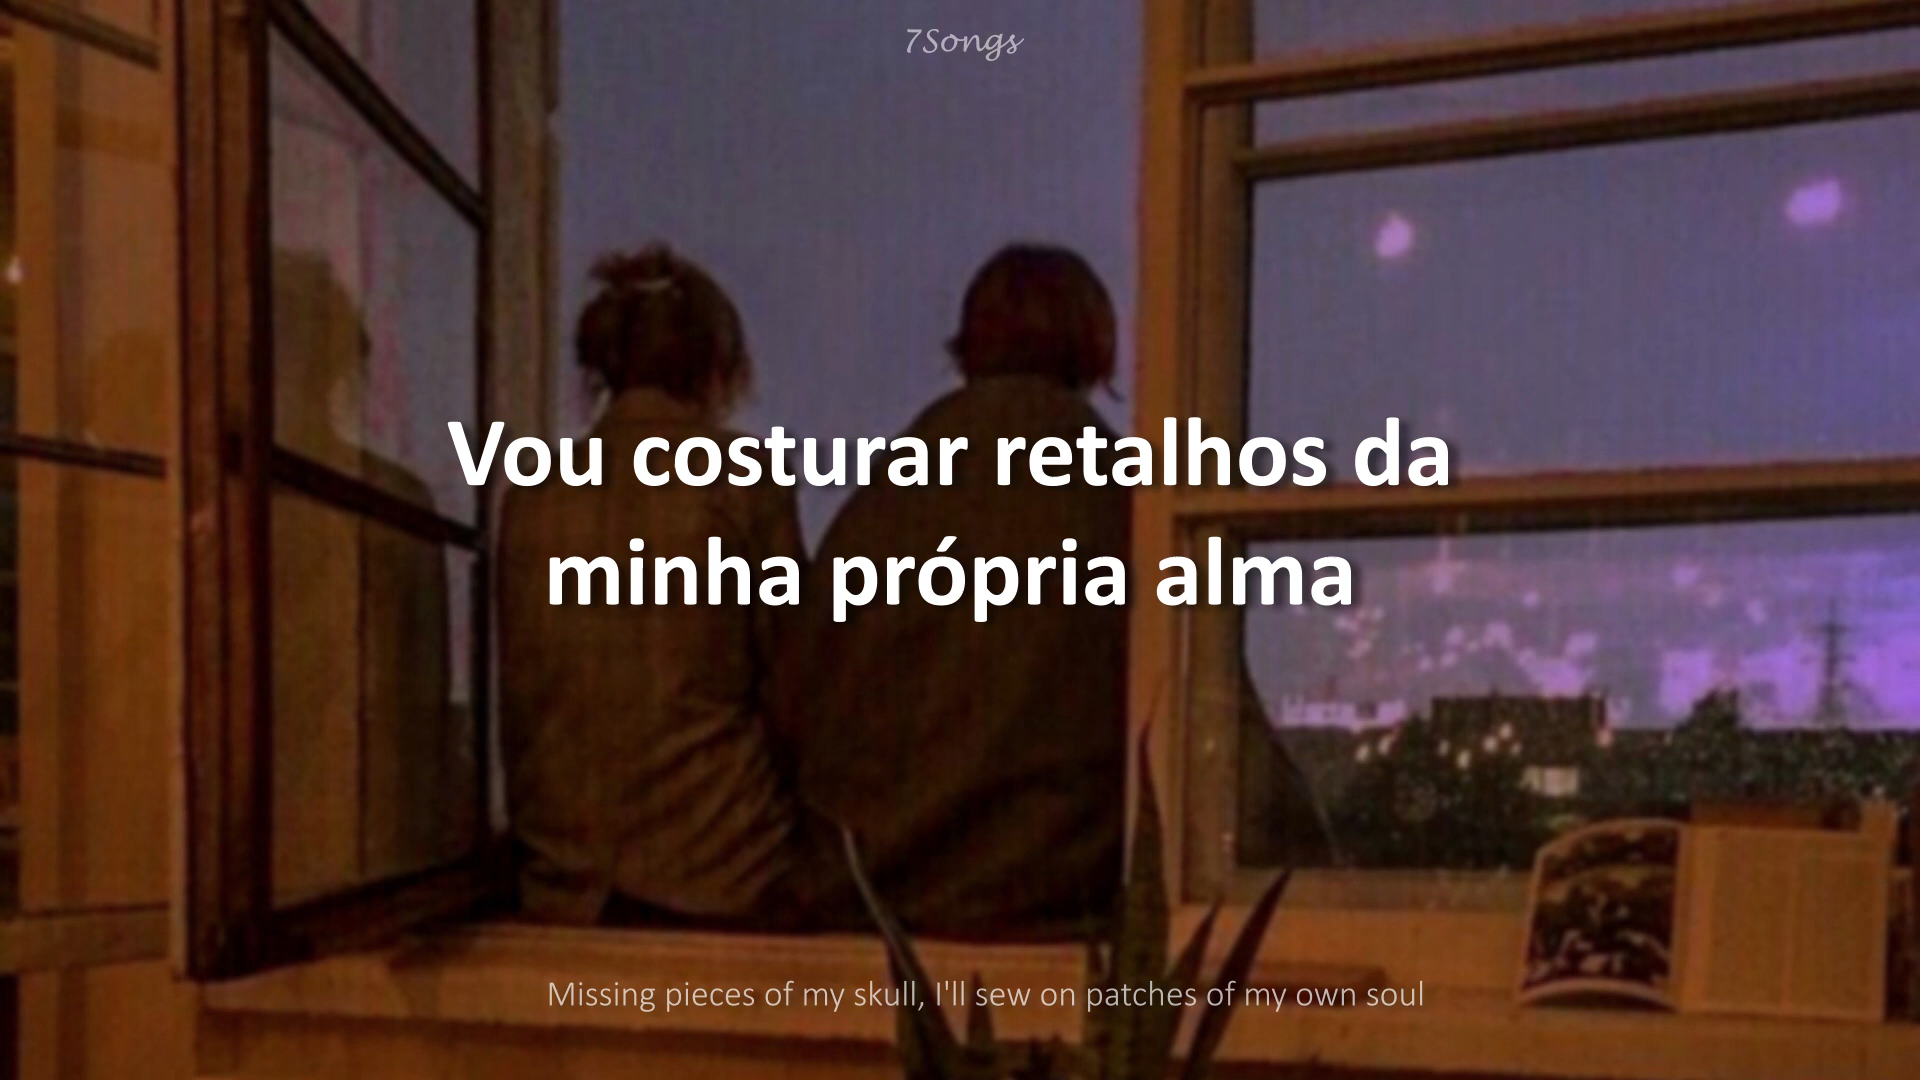 7Songs
Vou costurar retalhos da
minha própria alma
Missing pieces of my skull, I'll sew on patches of my own soul